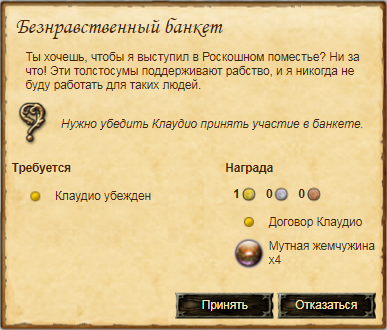 Безнравственный банкет
Ты хочешь, чтобы я выступил в Роскошном поместье? Ни за
что! Эти толстосумы поддерживают рабство, и я никогда не
буду работать для таких людей.
Нужно убедить Клаудио принять участие в банкете.
Требуется
Клаудио убежден
Награда
1 0 0
Договор Клаудио
Мутная жемчужина
x4
Принять
Отказаться